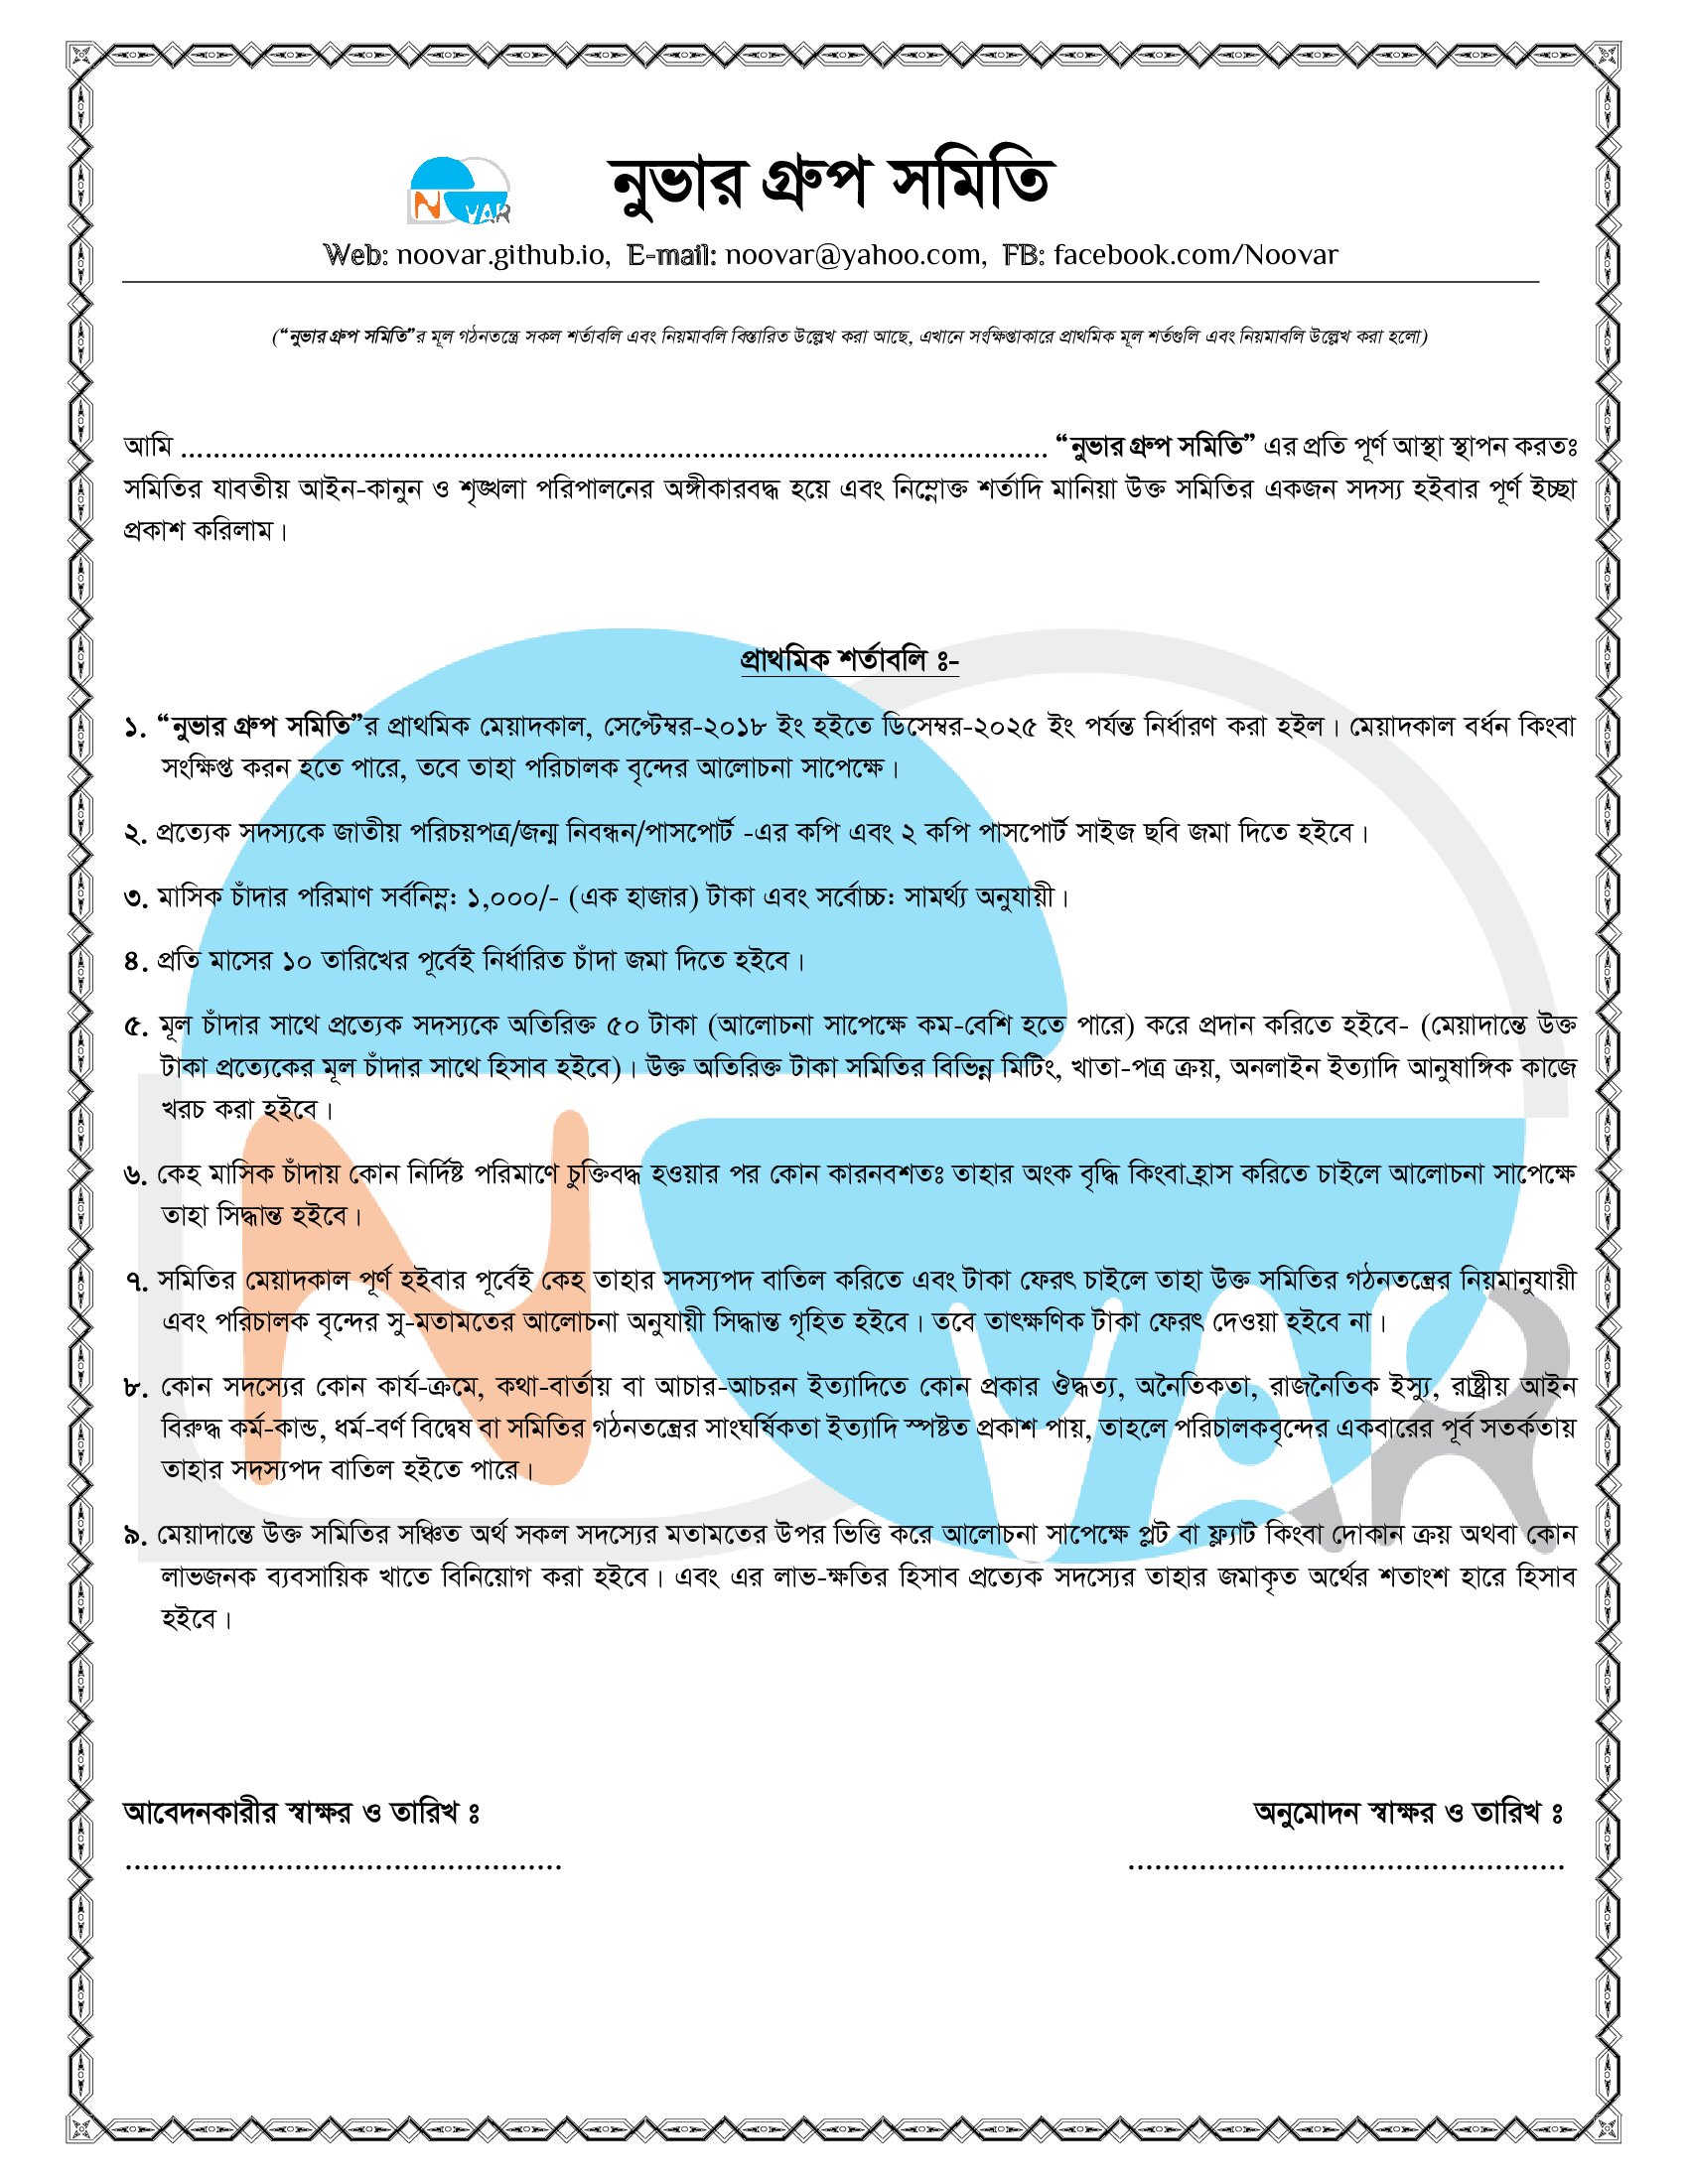 NOVAR
নুভার গ্রুপ সমিতি
Web: noovar.github.io, E-mail: noovar@yahoo.com, FB: facebook.com/Noovar
(“নুভার গ্রুপ সমিতি”র মূল গঠনতন্ত্রে সকল শর্তাবলি এবং নিয়মাবলি বিস্তারিত উল্লেখ করা আছে, এখানে সংক্ষিপ্তাকারে প্রাথমিক মূল শর্তগুলি এবং নিয়মাবলি উল্লেখ করা হলো)
আমি ................................................................................................ “নুভার গ্রুপ সমিতি” এর প্রতি পূর্ণ আস্থা স্থাপন করতঃ
সমিতির যাবতীয় আইন-কানুন ও শৃঙ্খলা পরিপালনের অঙ্গীকারবদ্ধ হয়ে এবং নিম্নোক্ত শর্তাদি মানিয়া উক্ত সমিতির একজন সদস্য হইবার পূর্ণ ইচ্ছা
প্রকাশ করিলাম।
প্রাথমিক শর্তাবলি ঃ-
১. “নুভার গ্রুপ সমিতি”র প্রাথমিক মেয়াদকাল, সেপ্টেম্বর-২০১৮ ইং হইতে ডিসেম্বর-২০২৫ ইং পর্যন্ত নির্ধারণ করা হইল। মেয়াদকাল বর্ধন কিংবা
সংক্ষিপ্ত করন হতে পারে, তবে তাহা পরিচালক বৃন্দের আলোচনা সাপেক্ষে।
২. প্রত্যেক সদস্যকে জাতীয় পরিচয়পত্র/জন্ম নিবন্ধন/পাসপোর্ট -এর কপি এবং ২ কপি পাসপোর্ট সাইজ ছবি জমা দিতে হইবে।
৩. মাসিক চাঁদার পরিমাণ সর্বনিম্ন: ১,০০০/- (এক হাজার) টাকা এবং সর্বোচ্চ: সামর্থ্য অনুযায়ী।
৪. প্রতি মাসের ১০ তারিখের পূর্বেই নির্ধারিত চাঁদা জমা দিতে হইবে।
৫. মূল চাঁদার সাথে প্রত্যেক সদস্যকে অতিরিক্ত ৫০ টাকা (আলোচনা সাপেক্ষে কম-বেশি হতে পারে) করে প্রদান করিতে হইবে- (মেয়াদান্তে উক্ত
টাকা প্রত্যেকের মূল চাঁদার সাথে হিসাব হইবে)। উক্ত অতিরিক্ত টাকা সমিতির বিভিন্ন মিটিং, খাতা-পত্র ক্রয়, অনলাইন ইত্যাদি আনুষাঙ্গিক কাজে
খরচ করা হইবে।
৬. কেহ মাসিক চাঁদায় কোন নির্দিষ্ট পরিমাণে চুক্তিবদ্ধ হওয়ার পর কোন কারনবশতঃ তাহার অংক বৃদ্ধি কিংবা হ্রাস করিতে চাইলে আলোচনা সাপেক্ষে
তাহা সিদ্ধান্ত হইবে।
৭. সমিতির মেয়াদকাল পূর্ণ হইবার পূর্বেই কেহ তাহার সদস্যপদ বাতিল করিতে এবং টাকা ফেরৎ চাইলে তাহা উক্ত সমিতির গঠনতন্ত্রের নিয়মানুযায়ী
এবং পরিচালক বৃন্দের সু-মতামতের আলোচনা অনুযায়ী সিদ্ধান্ত গৃহিত হইবে। তবে তাৎক্ষণিক টাকা ফেরৎ দেওয়া হইবে না।
৮. কোন সদস্যের কোন কার্য-ক্রমে, কথা-বার্তায় বা আচার-আচরন ইত্যাদিতে কোন প্রকার ঔদ্ধত্য, অনৈতিকতা, রাজনৈতিক ইস্যু, রাষ্ট্রীয় আইন
বিরুদ্ধ কর্ম-কান্ড, ধর্ম-বর্ণ বিদ্বেষ বা সমিতির গঠনতন্ত্রের সাংঘর্ষিকতা ইত্যাদি স্পষ্টত প্রকাশ পায়, তাহলে পরিচালকবৃন্দের একবারের পূর্ব সতর্কতায়
তাহার সদস্যপদ বাতিল হইতে পারে।
৯. মেয়াদান্তে উক্ত সমিতির সঞ্চিত অর্থ সকল সদস্যের মতামতের উপর ভিত্তি করে আলোচনা সাপেক্ষে প্লট বা ফ্ল্যাট কিংবা দোকান ক্রয় অথবা কোন
লাভজনক ব্যবসায়িক খাতে বিনিয়োগ করা হইবে। এবং এর লাভ-ক্ষতির হিসাব প্রত্যেক সদস্যের তাহার জমাকৃত অর্থের শতাংশ হারে হিসাব
হইবে।
আবেদনকারীর স্বাক্ষর ও তারিখ ঃ অনুমোদন স্বাক্ষর ও তারিখ ঃ
................................................ ................................................